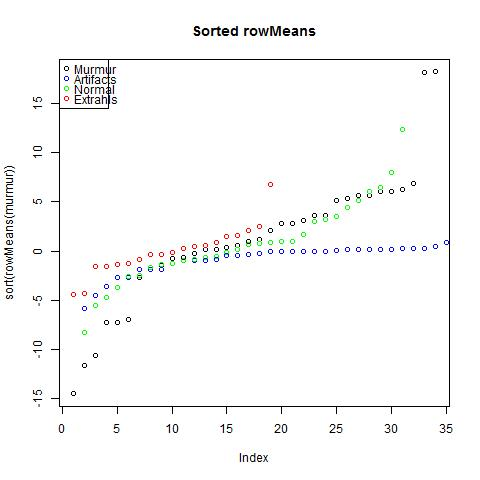 Sorted rowMeans
Murmur
Artifacts
Normal
Extrahls
sort(rowMeans(murmur))
15
10
5
0
-5
-10
-15
0 5 10 15 20 25 30 35
Index